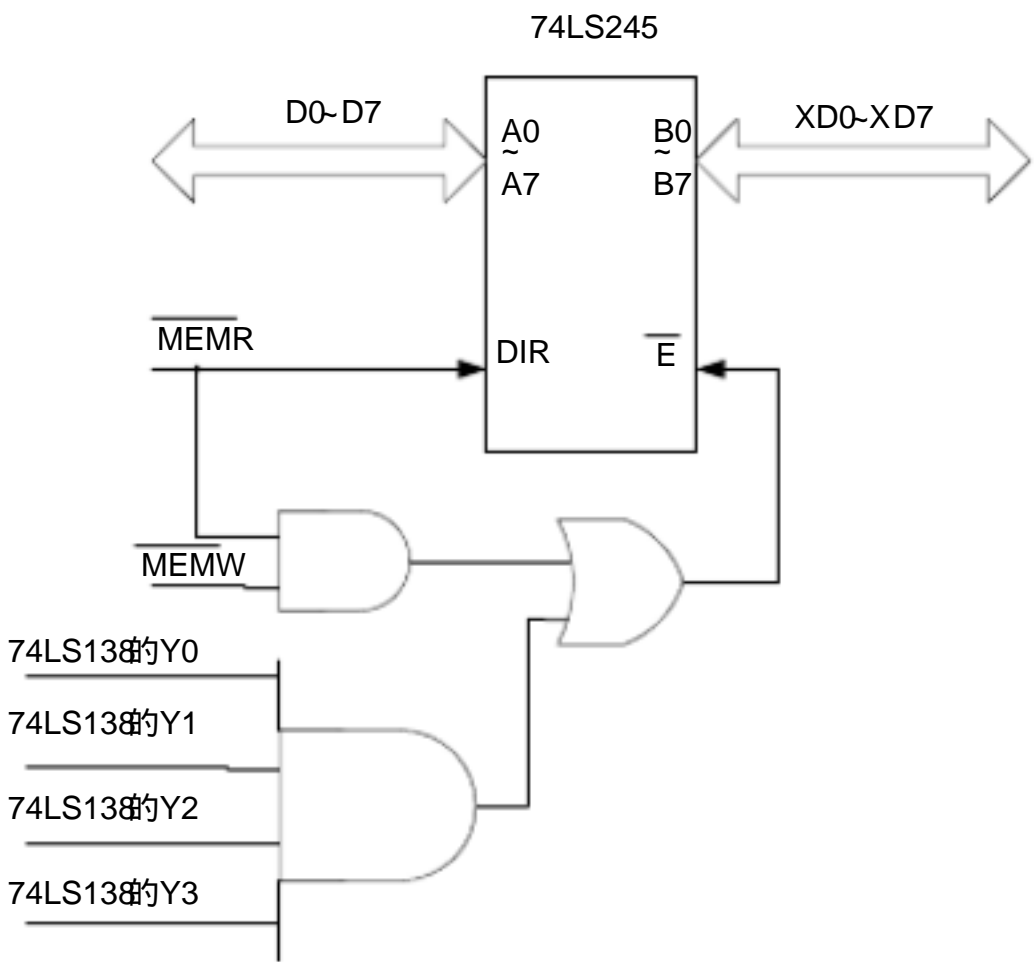 74LS245
D0~D7
A0
~
A7
B0
~
B7
XD0~XD7
MEMR
DIR
E
MEMW
74LS138的Y0
74LS138的Y1
74LS138的Y2
74LS138的Y3